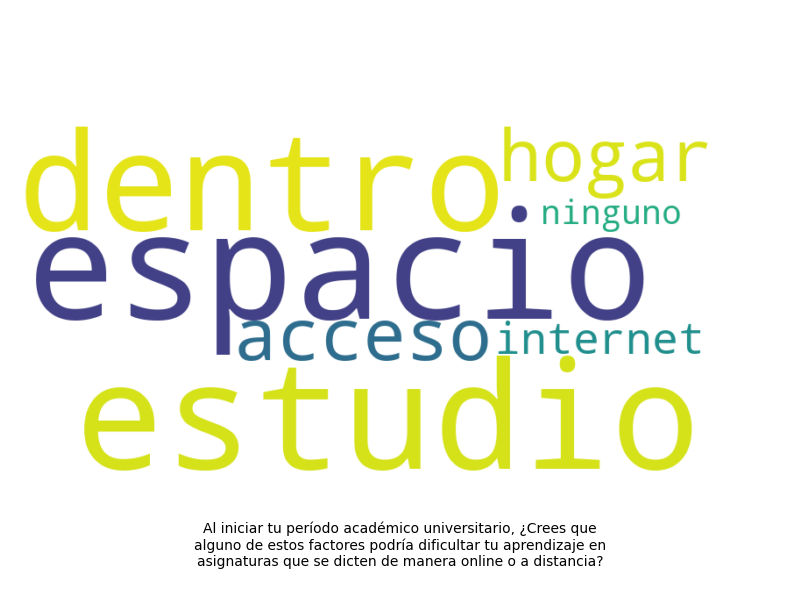 dentro hogar
ninguno
espacio
acceso internet
estudio
Al iniciar tu período académico universitario, ¿Crees que
alguno de estos factores podría dificultar tu aprendizaje en
asignaturas que se dicten de manera online o a distancia?